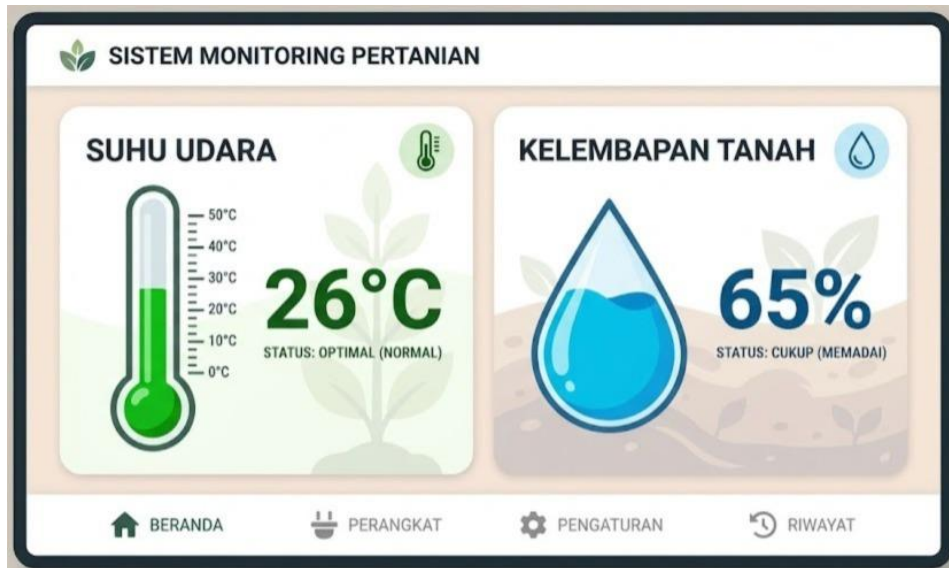 SISTEM MONITORING PERTANIAN
SUHU UDARA
50°C
40°C
30°C
20°C
10°C
0°C
26°C
STATUS: OPTIMAL (NORMAL)
KELEMBAPAN TANAH
65%
STATUS: CUKUP (MEMADAI)
BERANDA
PERANGKAT
PENGATURAN
RIWAYAT